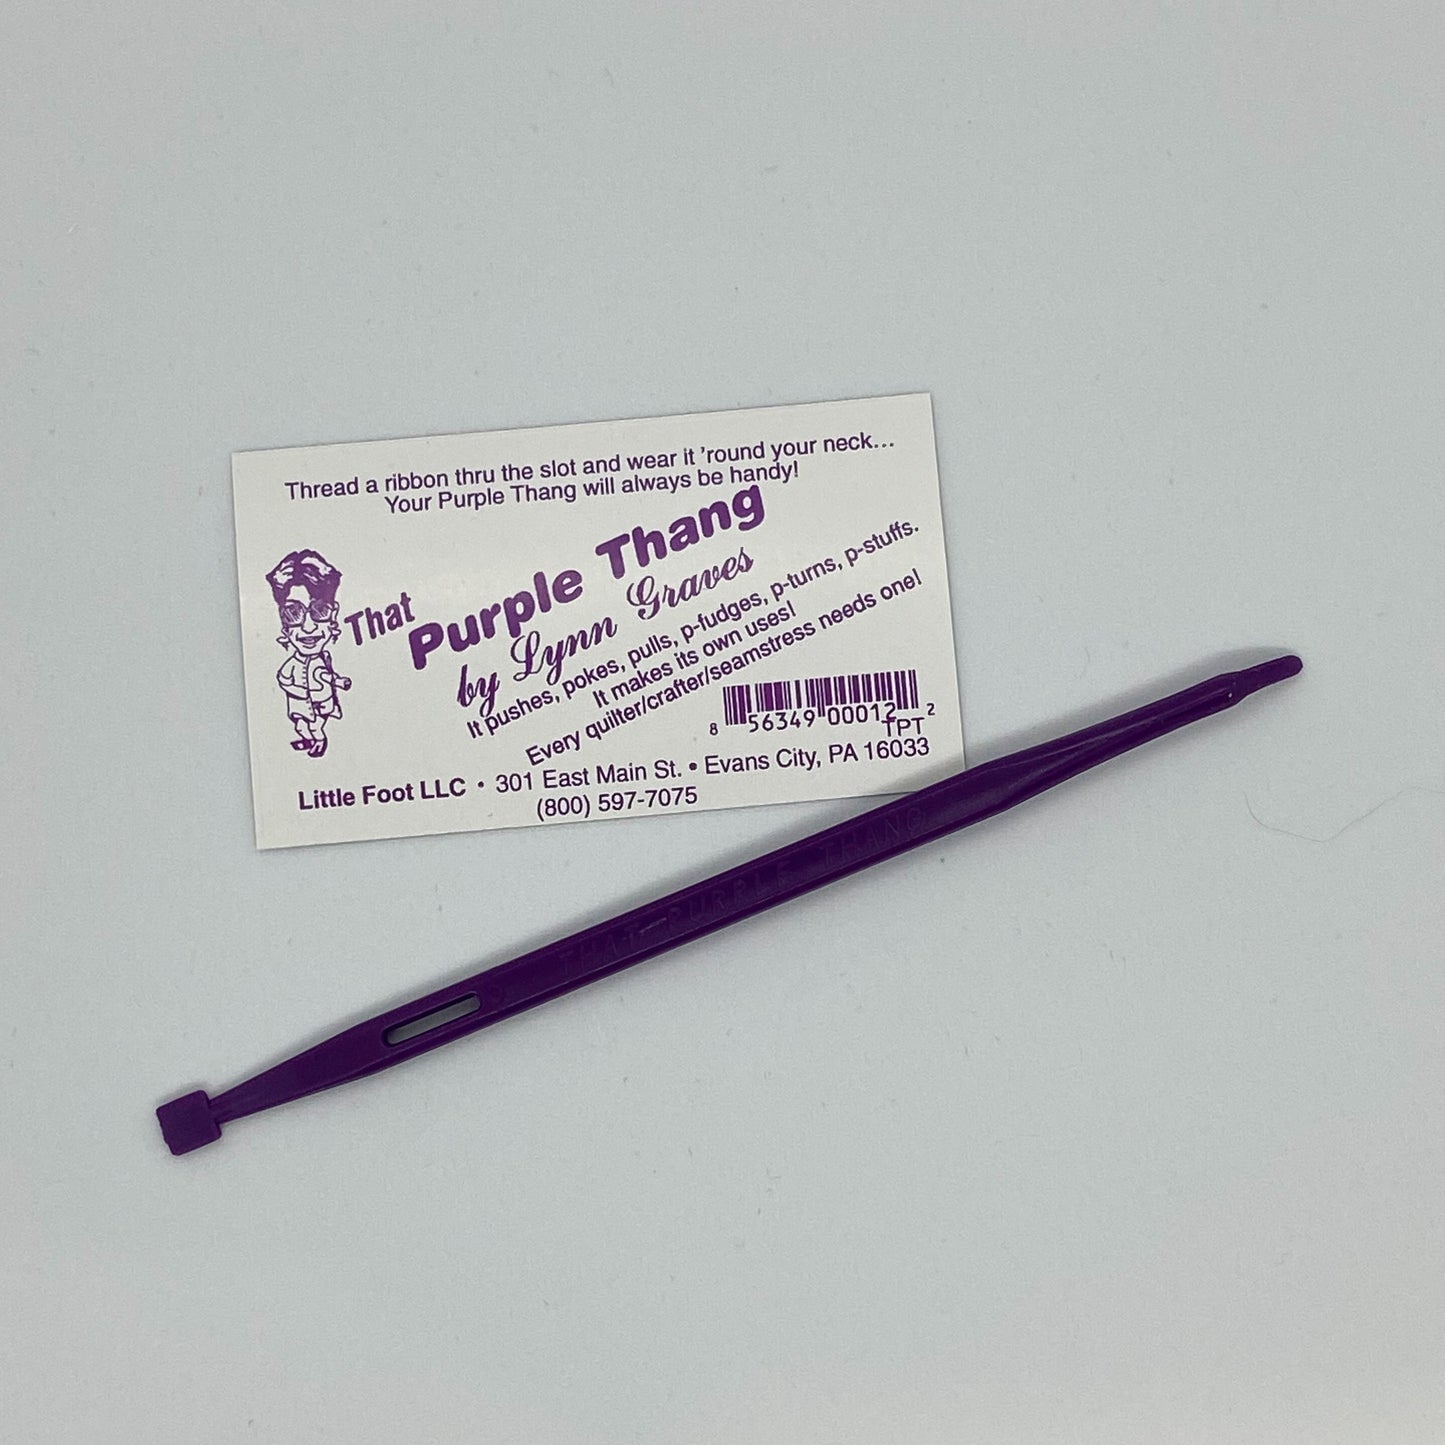 Thread a ribbon thru the slot and wear it 'round your neck...
Your Purple Thang will always be handy!
That
Purple Thang
by Lynn Graves
It pushes, pokes, pulls, p-fudges, p-turns, p-stuffs.
It makes its own uses!
Every quilter/crafter/seamstress needs one!
8 56349 00012 2
TPT
Little Foot LLC • 301 East Main St. • Evans City, PA 16033
(800) 597-7075
THAT PURPLE THANG